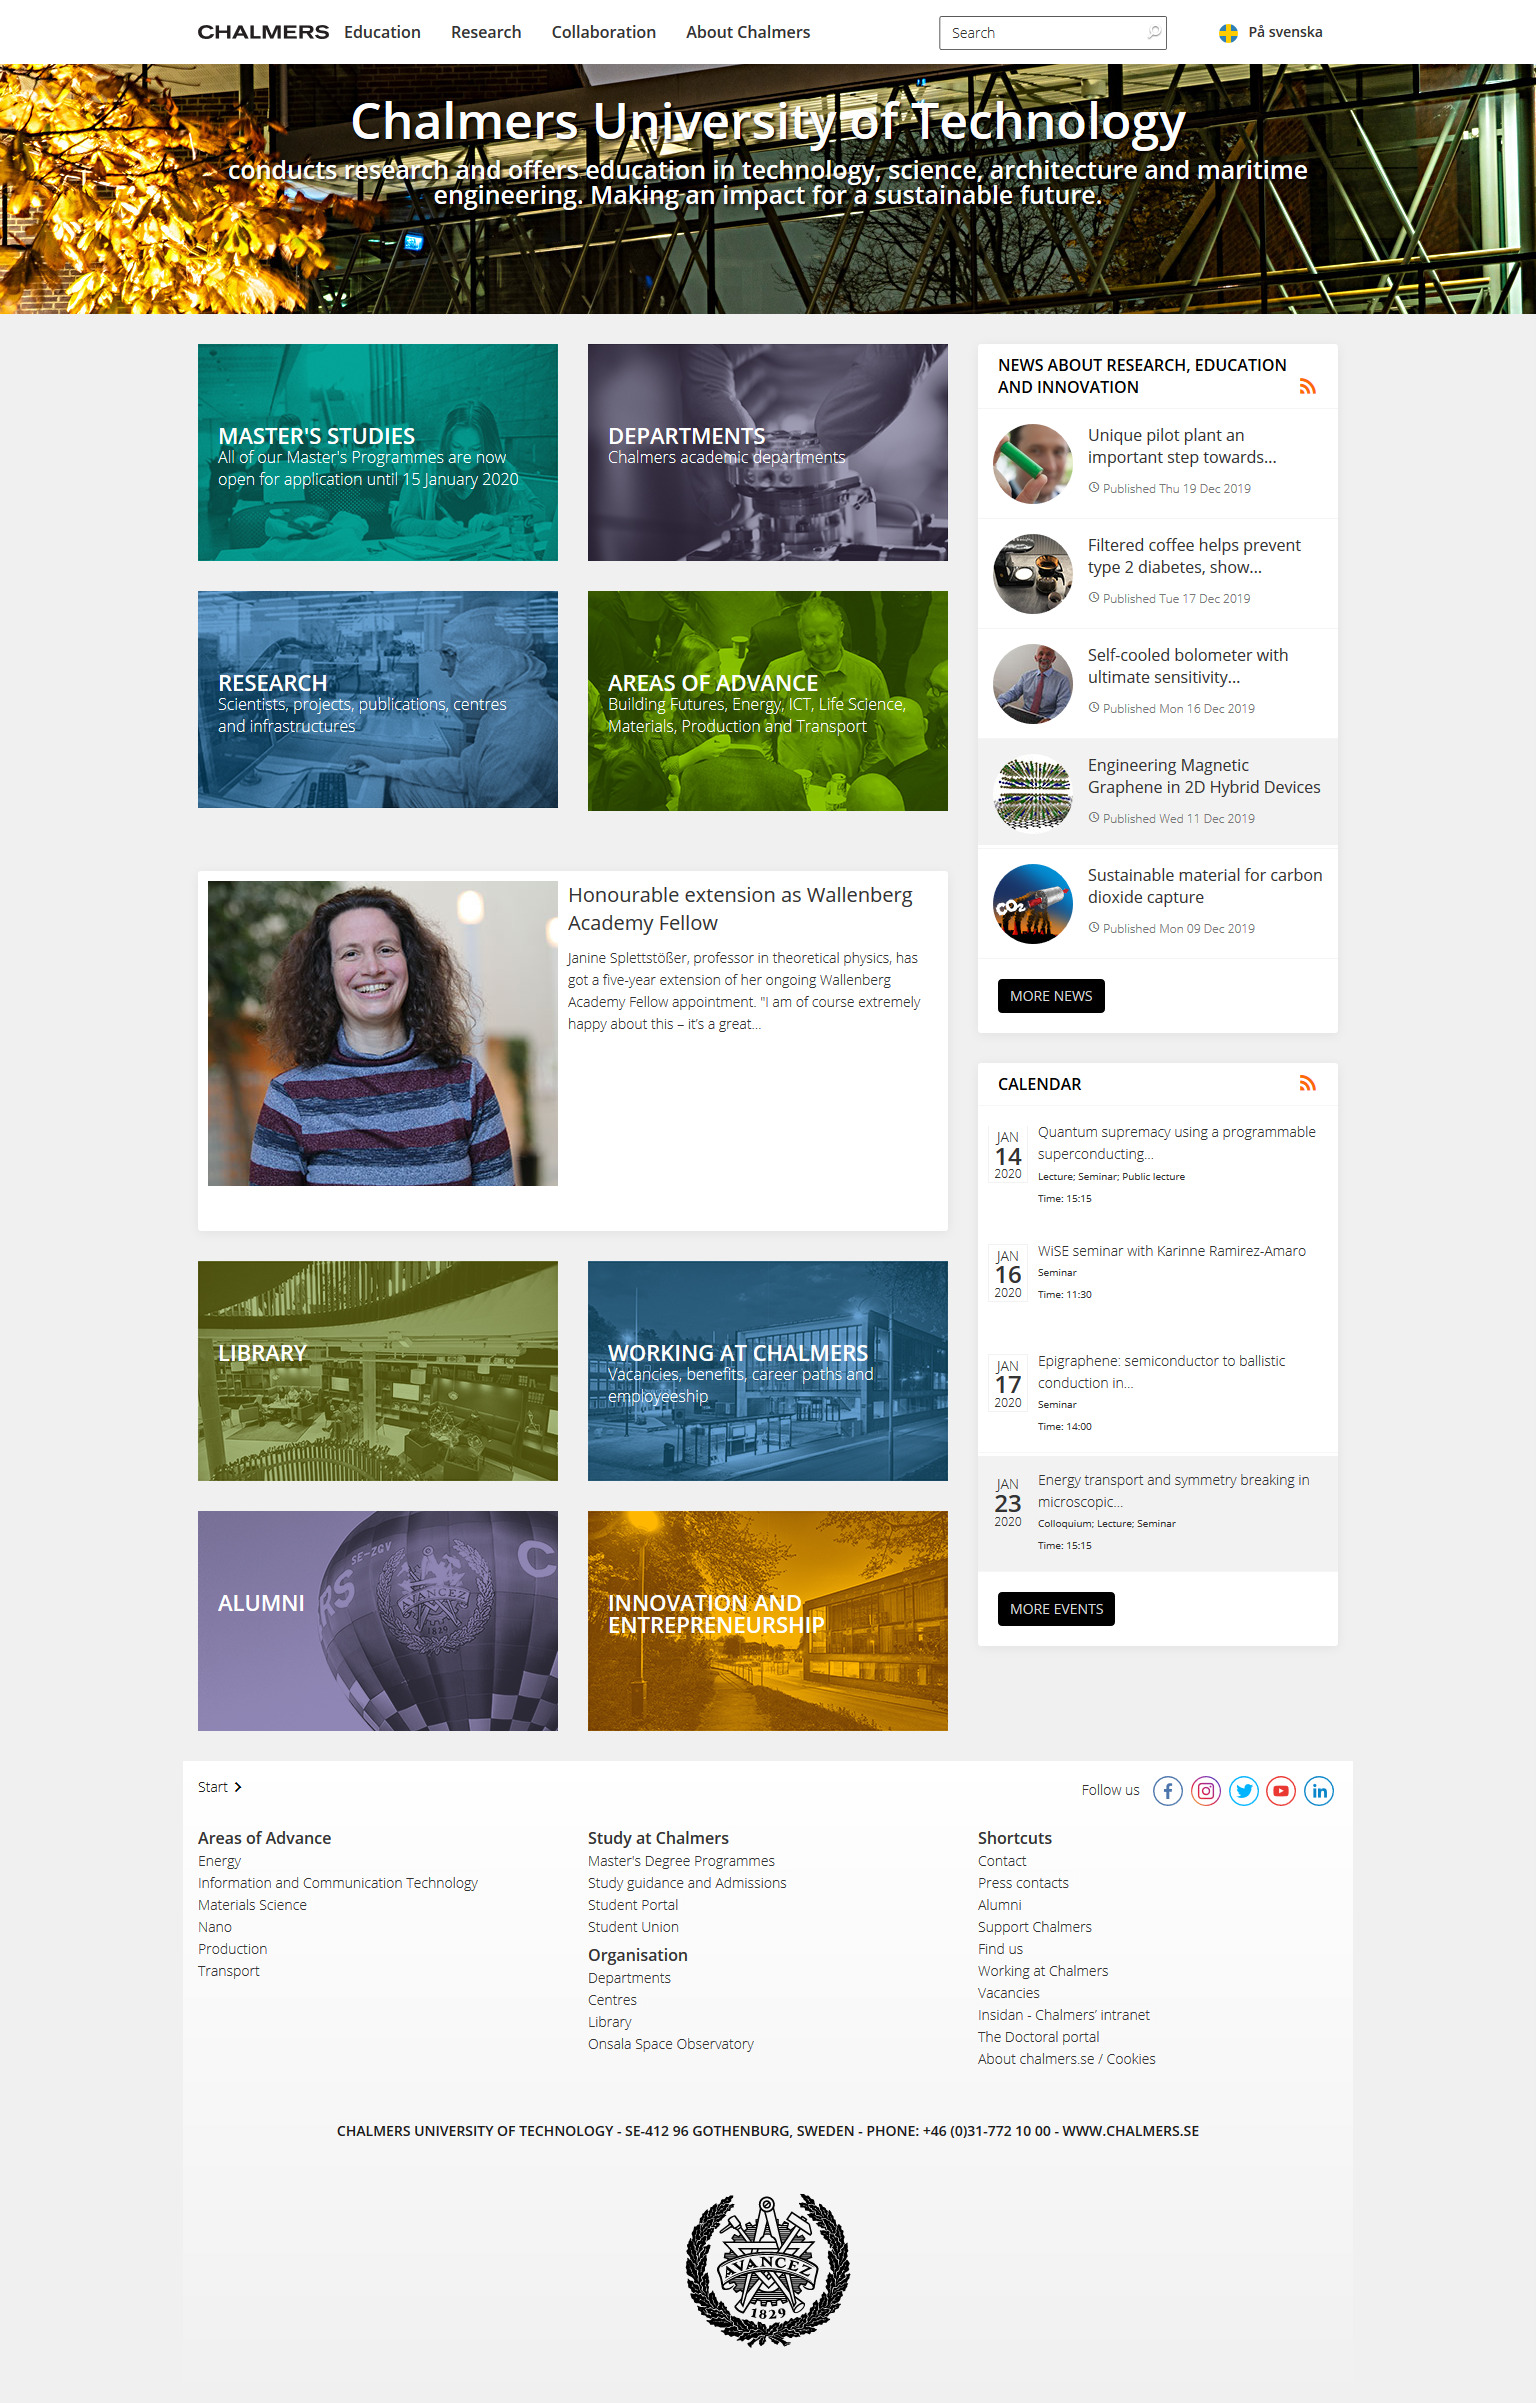 CHALMERS Education Research Collaboration About Chalmers Search På svenska
Chalmers University of Technology
conducts research and offers education in technology, science, architecture and maritime
engineering. Making an impact for a sustainable future.
MASTER'S STUDIES
All of our Master's Programmes are now
open for application until 15 January 2020
DEPARTMENTS
Chalmers academic departments
RESEARCH
Scientists, projects, publications, centres
and infrastructures
AREAS OF ADVANCE
Building Futures, Energy, ICT, Life Science,
Materials, Production and Transport
Honourable extension as Wallenberg
Academy Fellow
Janine Splettstößer, professor in theoretical physics, has
got a five-year extension of her ongoing Wallenberg
Academy Fellow appointment. "I am of course extremely
happy about this – it's a great...
LIBRARY
WORKING AT CHALMERS
Vacancies, benefits, career paths and
employeeship
ALUMNI
SE-ZGV
RS
C
AVANCEZ
1829
INNOVATION AND
ENTREPRENEURSHIP
NEWS ABOUT RESEARCH, EDUCATION
AND INNOVATION
Unique pilot plant an
important step towards...
Published Thu 19 Dec 2019
Filtered coffee helps prevent
type 2 diabetes, show...
Published Tue 17 Dec 2019
Self-cooled bolometer with
ultimate sensitivity...
Published Mon 16 Dec 2019
Engineering Magnetic
Graphene in 2D Hybrid Devices
Published Wed 11 Dec 2019
CO2
Sustainable material for carbon
dioxide capture
Published Mon 09 Dec 2019
MORE NEWS
CALENDAR
JAN
14
2020
Quantum supremacy using a programmable
superconducting...
Lecture; Seminar; Public lecture
Time: 15:15
JAN
16
2020
WiSE seminar with Karinne Ramirez-Amaro
Seminar
Time: 11:30
JAN
17
2020
Epigraphene: semiconductor to ballistic
conduction in...
Seminar
Time: 14:00
JAN
23
2020
Energy transport and symmetry breaking in
microscopic...
Colloquium; Lecture; Seminar
Time: 15:15
MORE EVENTS
Start
Follow us
Areas of Advance
Energy
Information and Communication Technology
Materials Science
Nano
Production
Transport
Study at Chalmers
Master's Degree Programmes
Study guidance and Admissions
Student Portal
Student Union
Organisation
Departments
Centres
Library
Onsala Space Observatory
Shortcuts
Contact
Press contacts
Alumni
Support Chalmers
Find us
Working at Chalmers
Vacancies
Insidan - Chalmers' intranet
The Doctoral portal
About chalmers.se / Cookies
CHALMERS UNIVERSITY OF TECHNOLOGY - SE-412 96 GOTHENBURG, SWEDEN - PHONE: +46 (0)31-772 10 00 - WWW.CHALMERS.SE
AVANCEZ
1829